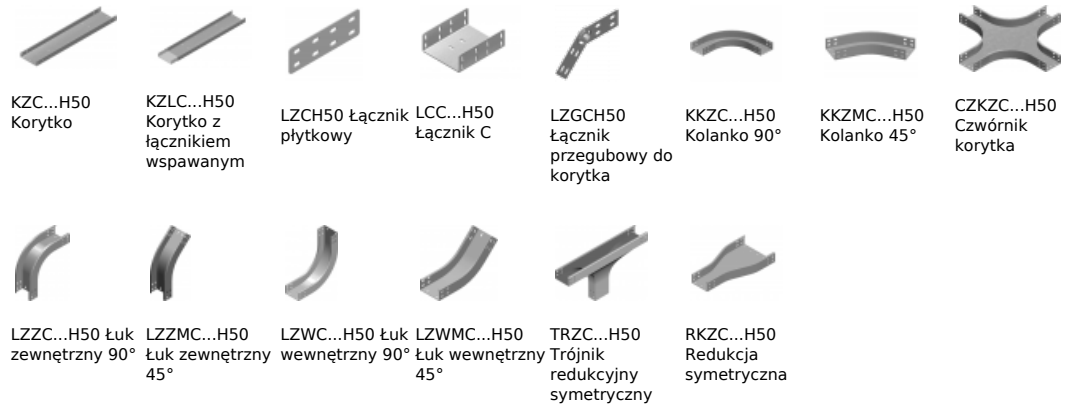 KZC...H50
Korytko
KZLC...H50
Korytko z
łącznikiem
wspawanym
LZCH50 Łącznik
płytkowy
LCC...H50
Łącznik C
LZGCH50
Łącznik
przegubowy do
korytka
KKZC...H50
Kolanko 90°
KKZMC...H50
Kolanko 45°
CZKZC...H50
Czwórnik
korytka
LZZC...H50 Łuk
zewnętrzny 90°
LZZMC...H50
Łuk zewnętrzny
45°
LZWC...H50 Łuk
wewnętrzny 90°
LZWMC...H50
Łuk wewnętrzny
45°
TRZC...H50
Trójnik
redukcyjny
symetryczny
RKZC...H50
Redukcja
symetryczna